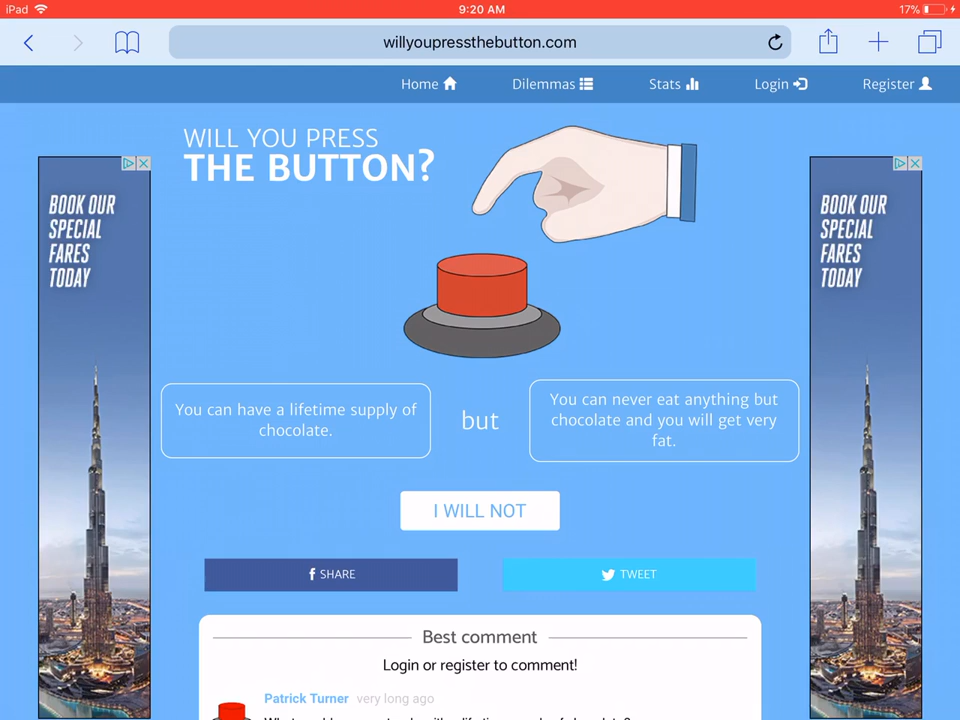 iPad 9:20 AM 17%
willyoupressthebutton.com
Home Dilemmas Stats Login Register
WILL YOU PRESS
THE BUTTON?
BOOK OUR
SPECIAL
FARES
TODAY
BOOK OUR
SPECIAL
FARES
TODAY
You can have a lifetime supply of
chocolate.
but
You can never eat anything but
chocolate and you will get very
fat.
I WILL NOT
f SHARE
TWEET
Best comment
Login or register to comment!
Patrick Turner very long ago